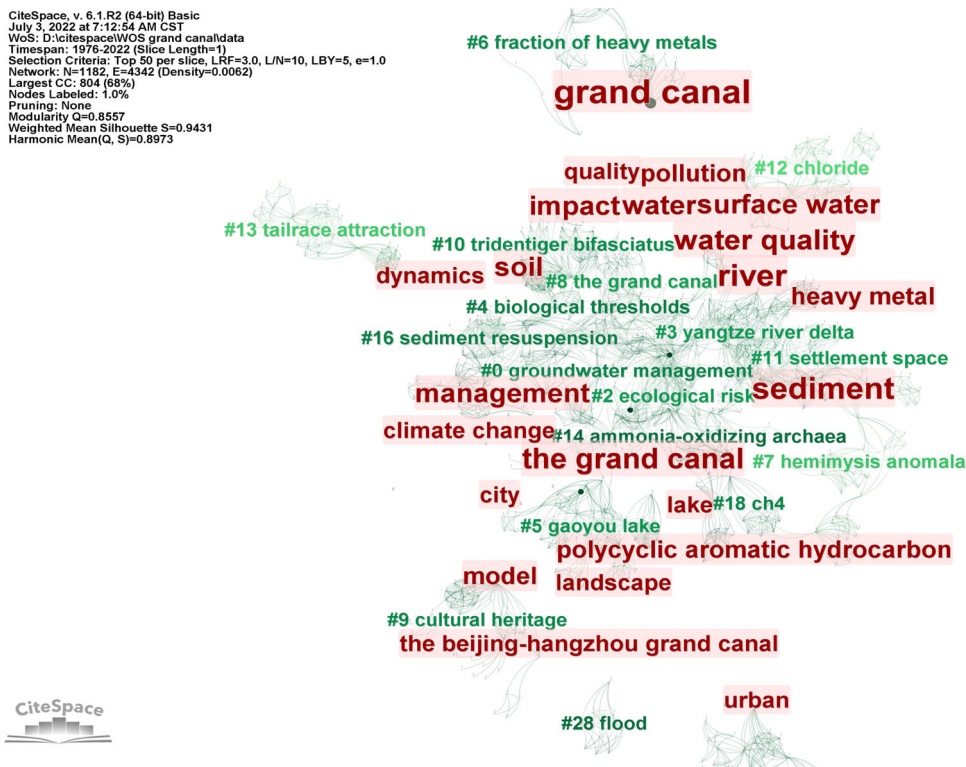 CiteSpace, v. 6.1.R2 (64-bit) Basic
July 3, 2022 at 7:12:54 AM CST
WoS: D:\citespace\WOS grand canal\data
Timespan: 1976-2022 (Slice Length=1)
Selection Criteria: Top 50 per slice, LRF=3.0, L/N=10, LBY=5, e=1.0
Network: N=1182, E=4342 (Density=0.0062)
Largest CC: 804 (68%)
Nodes Labeled: 1.0%
Pruning: None
Modularity Q=0.8557
Weighted Mean Silhouette S=0.9431
Harmonic Mean(Q, S)=0.8973
#6 fraction of heavy metals
grand canal
quality pollution #12 chloride
impact water surface water
#13 tailrace attraction
#10 tridentiger bifasciatus water quality
dynamics soil #8 the grand canal river
heavy metal
#4 biological thresholds
#16 sediment resuspension #3 yangtze river delta
#11 settlement space
#0 groundwater management
management #2 ecological risk sediment
climate change #14 ammonia-oxidizing archaea
the grand canal #7 hemimysis anomala
city
lake #18 ch4
#5 gaoyou lake
polycyclic aromatic hydrocarbon
model landscape
#9 cultural heritage
the beijing-hangzhou grand canal
urban
#28 flood
CiteSpace